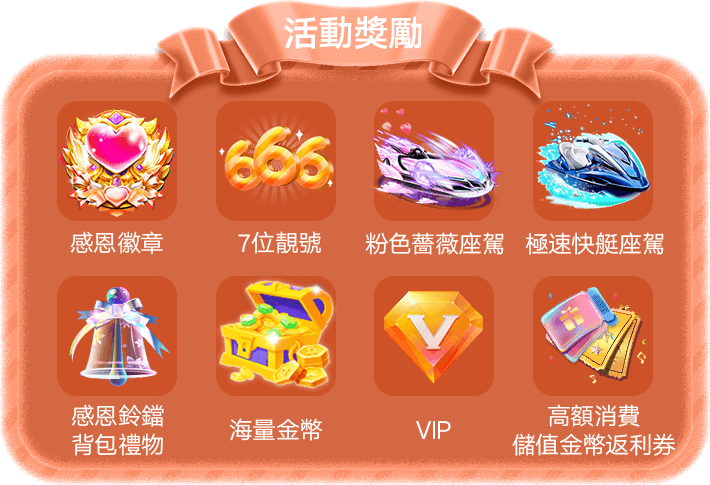 活動獎勵
666
感恩徽章
7位靚號
粉色薔薇座駕
極速快艇座駕
V
感恩鈴鐺
背包禮物
海量金幣
VIP
高額消費
儲值金幣返利券